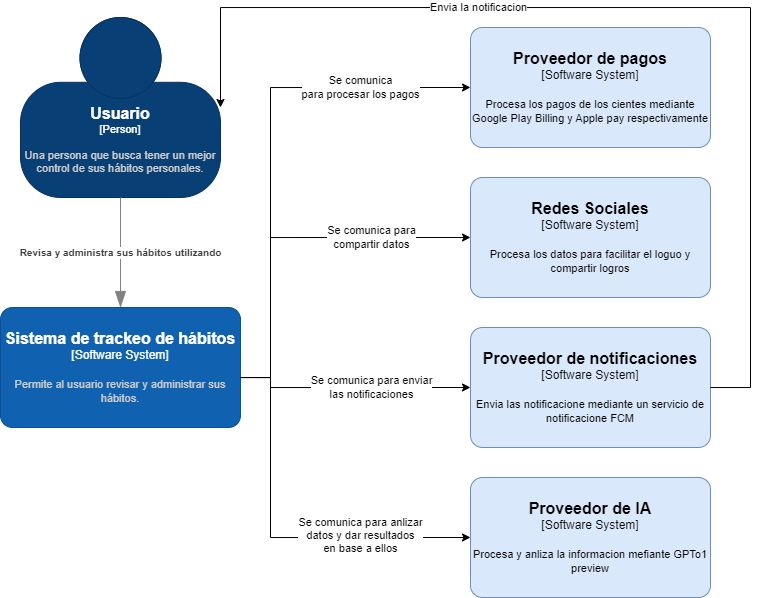 Envia la notificacion
Usuario
[Person]
Una persona que busca tener un mejor
control de sus hábitos personales.
Se comunica
para procesar los pagos
Proveedor de pagos
[Software System]
Procesa los pagos de los cientes mediante
Google Play Billing y Apple pay respectivamente
Revisa y administra sus hábitos utilizando
Se comunica para
compartir datos
Redes Sociales
[Software System]
Procesa los datos para facilitar el loguo y
compartir logros
Sistema de trackeo de hábitos
[Software System]
Permite al usuario revisar y administrar sus
hábitos.
Se comunica para enviar
las notificaciones
Proveedor de notificaciones
[Software System]
Envia las notificacione mediante un servicio de
notificacione FCM
Se comunica para anlizar
datos y dar resultados
en base a ellos
Proveedor de IA
[Software System]
Procesa y anliza la informacion mefiante GPTo1
preview